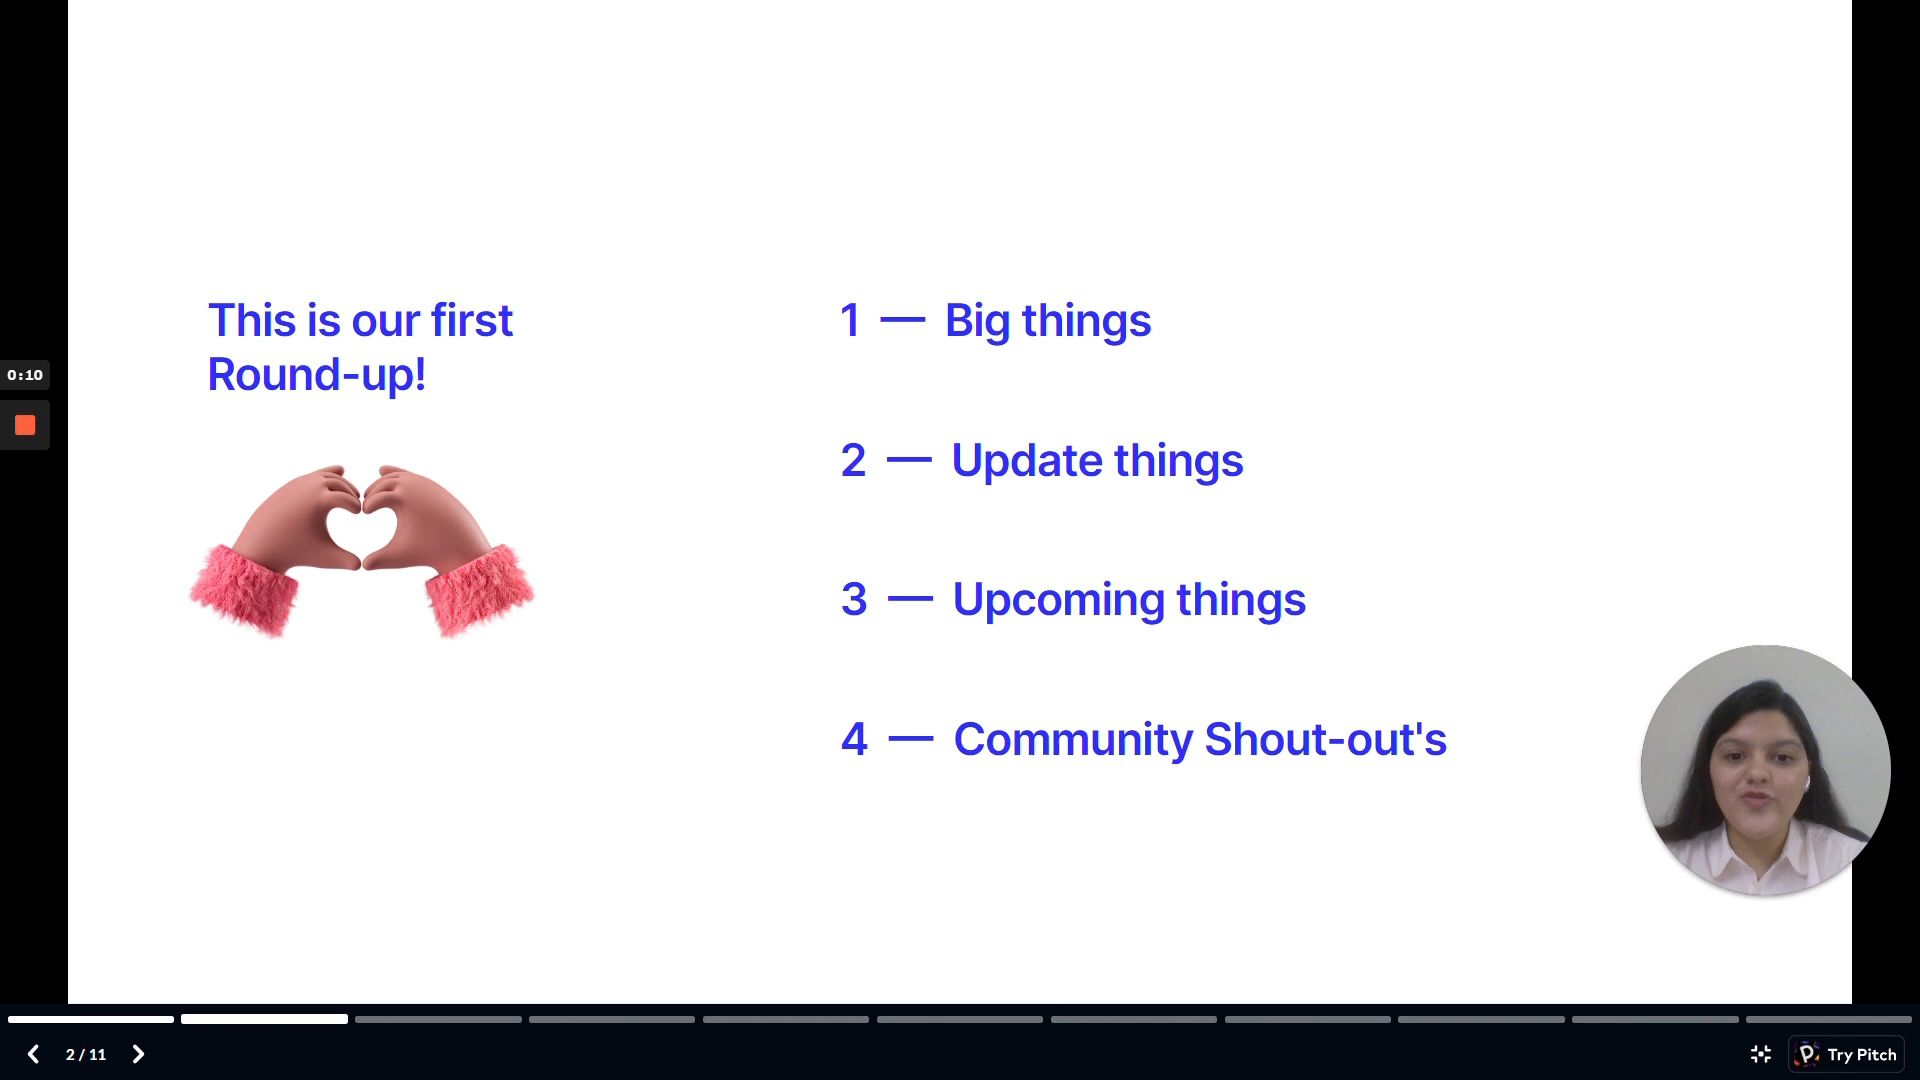 This is our first
Round-up!
1 — Big things
2 — Update things
3 — Upcoming things
4 — Community Shout-out's
0:10
2 / 11
Try Pitch